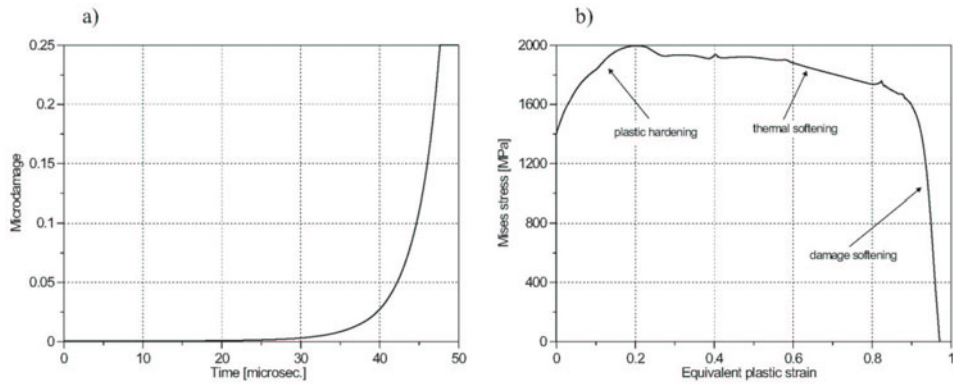 a)
0.25
0.2
0.15
0.1
0.05
0
Microdamage
0 10 20 30 40 50
Time [microsec.]
b)
2000
1600
1200
800
400
0
Mises stress [MPa]
plastic hardening
thermal softening
damage softening
0 0.2 0.4 0.6 0.8 1
Equivalent plastic strain